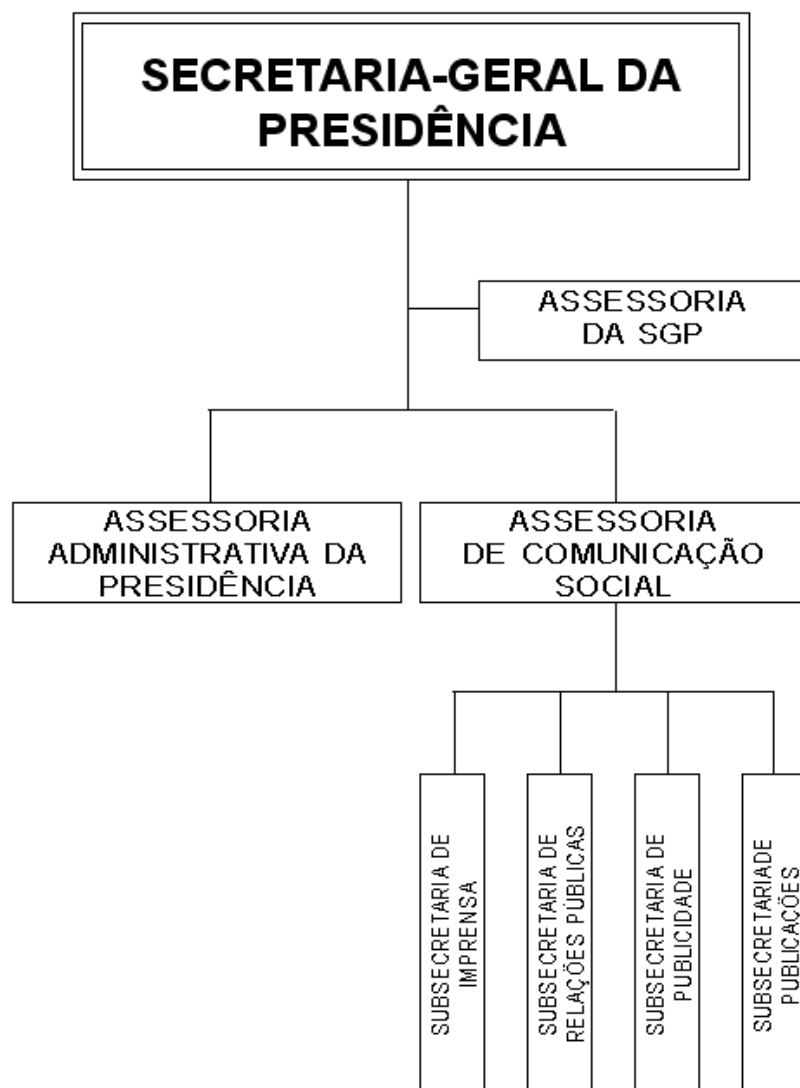 SECRETARIA-GERAL DA
PRESIDÊNCIA
ASSESSORIA
DA SGP
ASSESSORIA
ADMINISTRATIVA DA
PRESIDÊNCIA
ASSESSORIA
DE COMUNICAÇÃO
SOCIAL
SUBSECRETARIA DE
IMPRENSA
SUBSECRETARIA DE
RELAÇÕES PÚBLICAS
SUBSECRETARIA DE
PUBLICIDADE
SUBSECRETARIADE
PUBLICAÇÕES